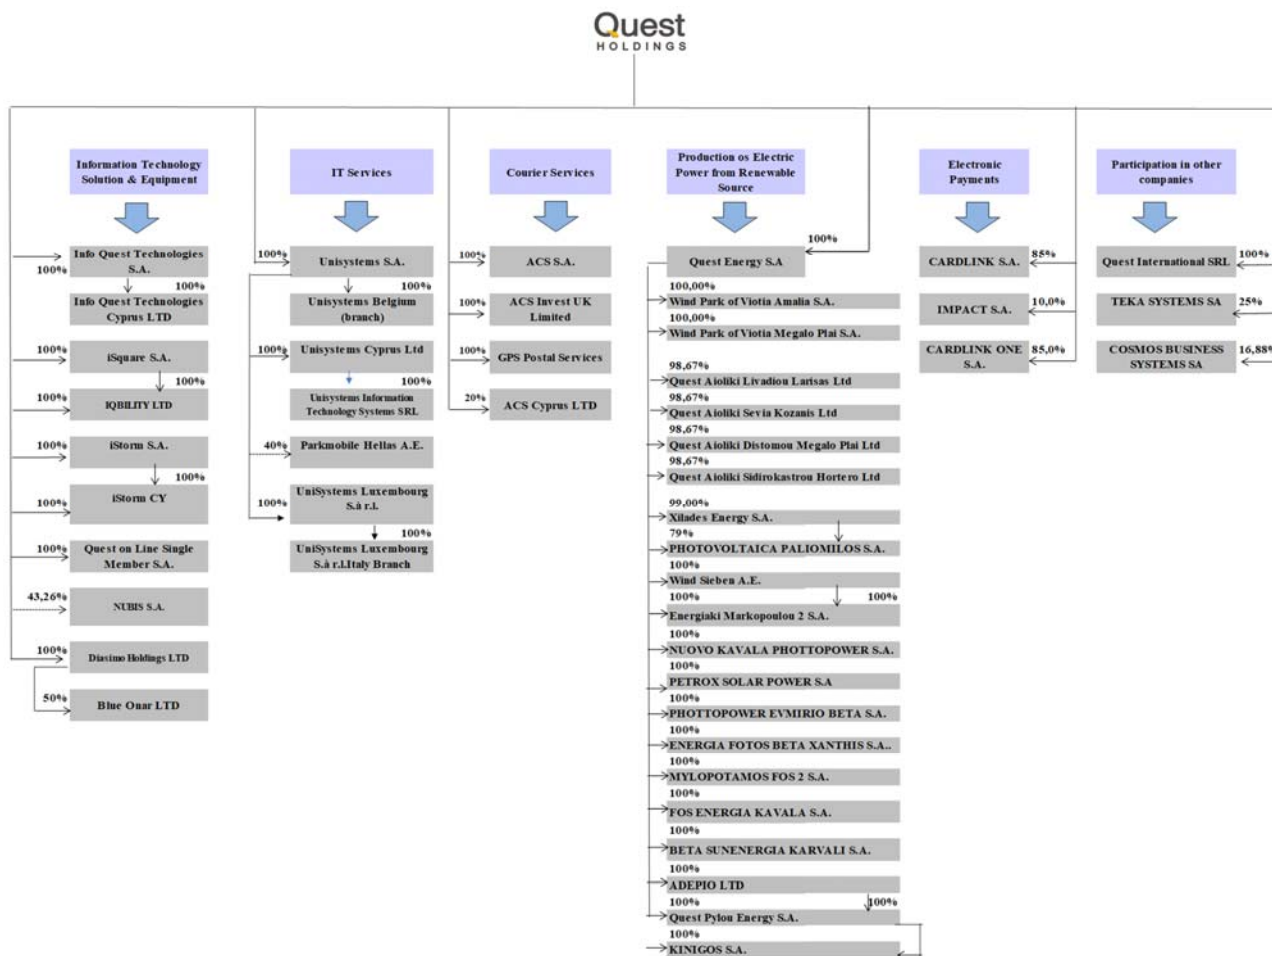 Quest
HOLDINGS
Information Technology
Solution & Equipment
100%
Info Quest Technologies
S.A.
100%
Info Quest Technologies
Cyprus LTD
100%
iSquare S.A.
100%
100%
IQBILITY LTD
100%
iStorm S.A.
100%
100%
iStorm CY
100%
Quest on Line Single
Member S.A.
43,26%
NUBIS S.A.
100%
Diasimo Holdings LTD
50%
Blue Onar LTD
IT Services
100%
Unisystems S.A.
100%
Unisystems Belgium
(branch)
100%
Unisystems Cyprus Ltd
100%
Unisystems Information
Technology Systems SRL
40%
Parkmobile Hellas A.E.
100%
UniSystems Luxembourg
S.à r.l.
100%
UniSystems Luxembourg
S.à r.l.Italy Branch
Courier Services
100%
ACS S.A.
100%
ACS Invest UK
Limited
100%
GPS Postal Services
20%
ACS Cyprus LTD
Production os Electric
Power from Renewable
Source
100%
Quest Energy S.A
100,00%
Wind Park of Viotia Amalia S.A.
100,00%
Wind Park of Viotia Megalo Plai S.A.
98,67%
Quest Aioliki Livadiou Larisas Ltd
98,67%
Quest Aioliki Sevia Kozanis Ltd
98,67%
Quest Aioliki Distomou Megalo Plai Ltd
98,67%
Quest Aioliki Sidirokastrou Hortero Ltd
99,00%
Xilades Energy S.A.
79%
PHOTOVOLTAICA PALIOMILOS S.A.
100%
Wind Sieben A.E.
100% 100%
Energiaki Markopoulou 2 S.A.
100%
NUOVO KAVALA PHOTTOPOWER S.A.
100%
PETROX SOLAR POWER S.A
100%
PHOTTOPOWER EVMIRIO BETA S.A.
100%
ENERGIA FOTOS BETA XANTHIS S.A..
100%
MYLOPOTAMOS FOS 2 S.A.
100%
FOS ENERGIA KAVALA S.A.
100%
BETA SUNENERGIA KARVALI S.A.
100%
ADEPIO LTD
100% 100%
Quest Pylou Energy S.A.
100%
KINIGOS S.A.
Electronic
Payments
CARDLINK S.A.
85%
IMPACT S.A.
10,0%
CARDLINK ONE
S.A.
85,0%
Participation in other
companies
Quest International SRL
100%
TEKA SYSTEMS SA
25%
COSMOS BUSINESS
SYSTEMS SA
16,88%